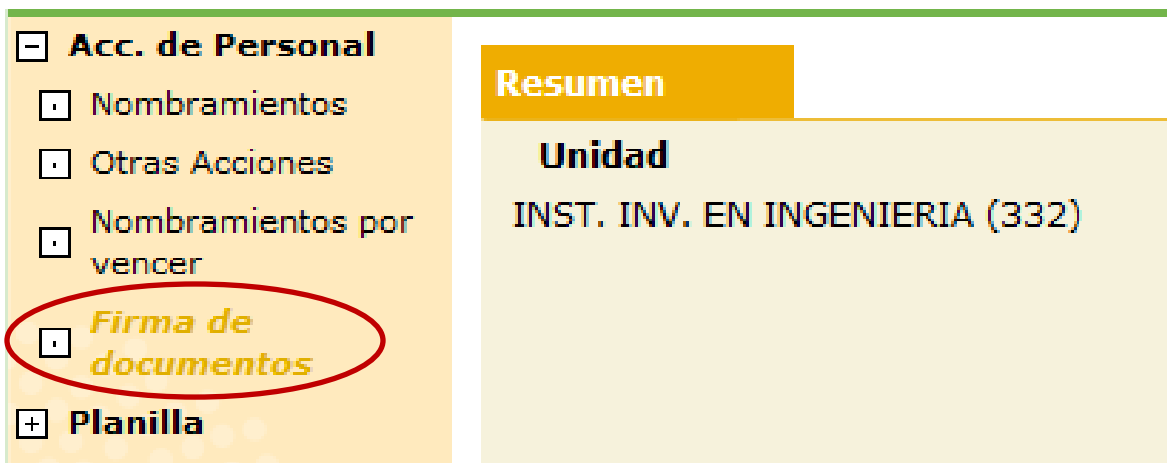 Acc. de Personal
Nombramientos
Otras Acciones
Nombramientos por
vencer
Firma de
documentos
Planilla
Resumen
Unidad
INST. INV. EN INGENIERIA (332)